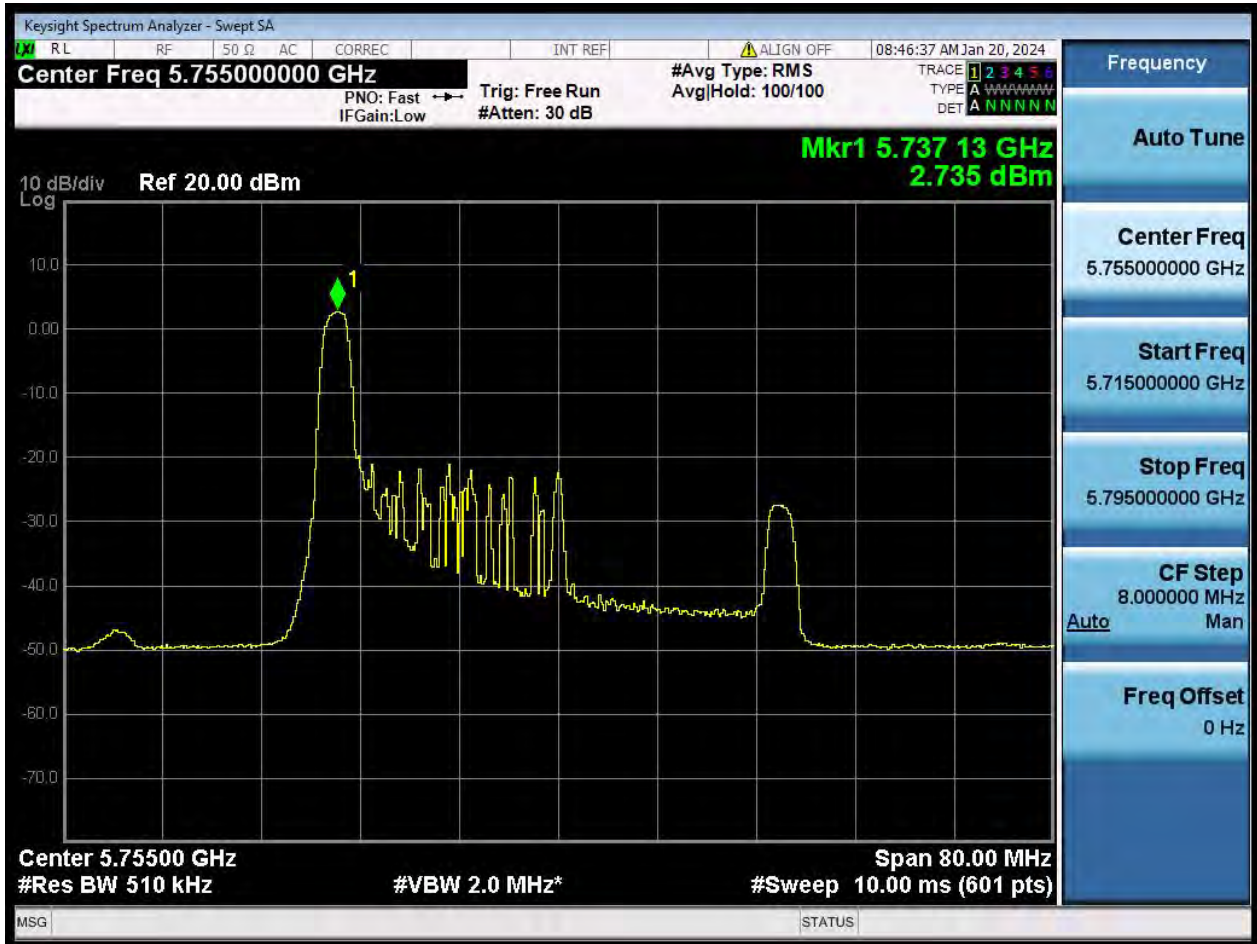 Keysight Spectrum Analyzer - Swept SA
LXI RL RF 50 Ω AC CORREC INT REF ALIGN OFF 08:46:37 AM Jan 20, 2024
Center Freq 5.755000000 GHz
PNO: Fast
IFGain:Low
Trig: Free Run
#Atten: 30 dB
#Avg Type: RMS
Avg|Hold: 100/100
TRACE 1 2 3 4 5 6
TYPE A WWWWW
DET A N N N N N
Mkr1 5.737 13 GHz
2.735 dBm
10 dB/div Ref 20.00 dBm
Log
10.0
1
0.00
-10.0
-20.0
-30.0
-40.0
-50.0
-60.0
-70.0
Center 5.75500 GHz Span 80.00 MHz
#Res BW 510 kHz #VBW 2.0 MHz* #Sweep 10.00 ms (601 pts)
MSG STATUS
Frequency
Auto Tune
Center Freq
5.755000000 GHz
Start Freq
5.715000000 GHz
Stop Freq
5.795000000 GHz
CF Step
8.000000 MHz
Auto Man
Freq Offset
0 Hz